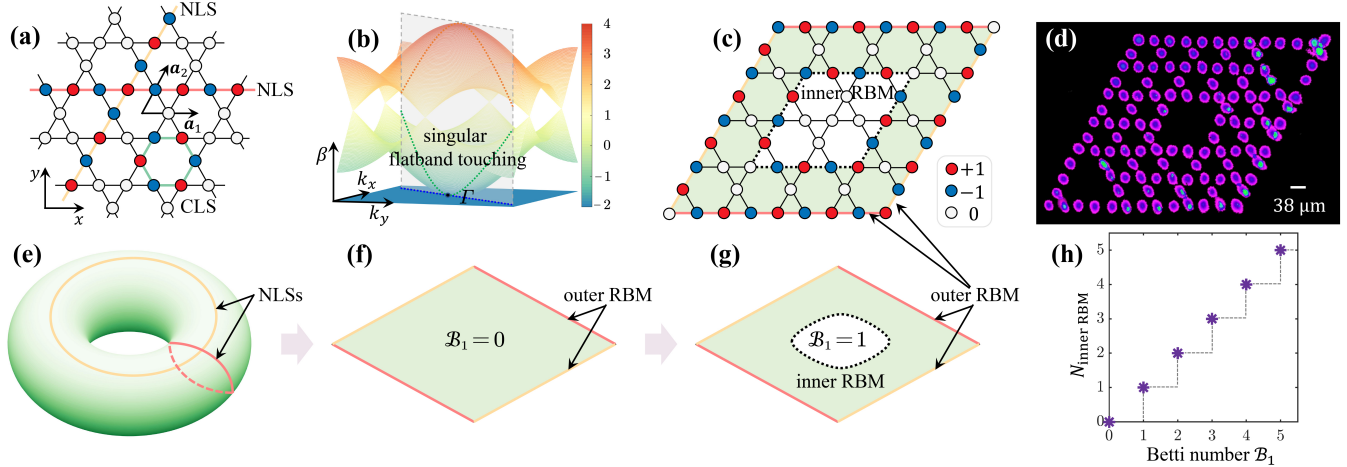 (a)
NLS
NLS
a₂
a₁
y
x
CLS
(b)
4
3
2
1
0
−1
−2
β
singular
flatband touching
kₓ
k_y
Γ
(c)
inner RBM
+1
−1
0
(d)
38 μm
(e)
NLSs
(f)
ℬ₁ = 0
outer RBM
(g)
ℬ₁ = 1
inner RBM
outer RBM
(h)
5
4
3
2
1
0
N_inner RBM
0 1 2 3 4 5
Betti number ℬ₁